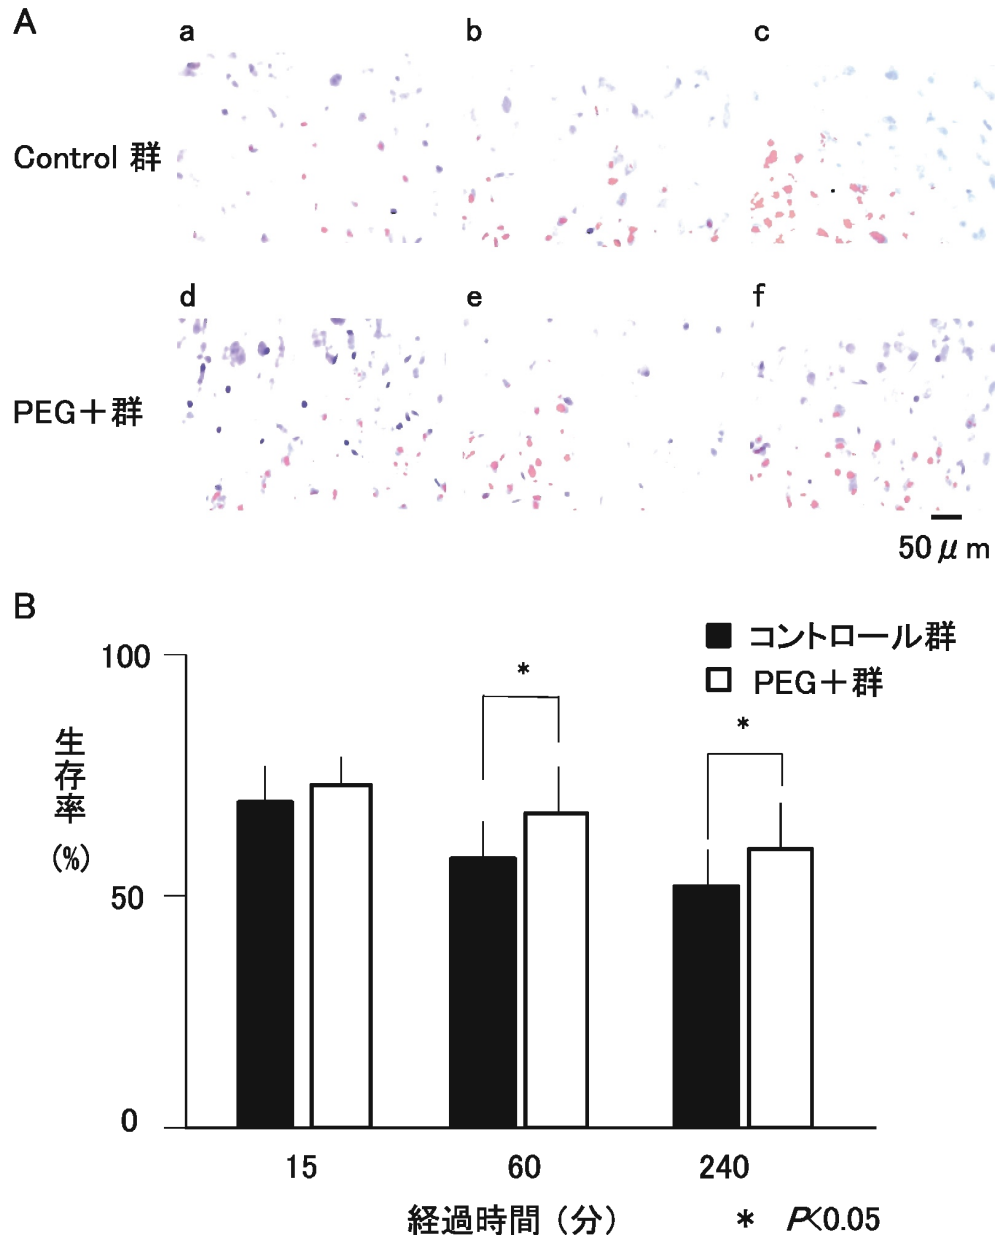 A
a b c
Control 群
d e f
PEG＋群
50 μ m
B
コントロール群
PEG＋群
100
50
0
生存率
(%)
*
*
15 60 240
経過時間（分）
* P<0.05